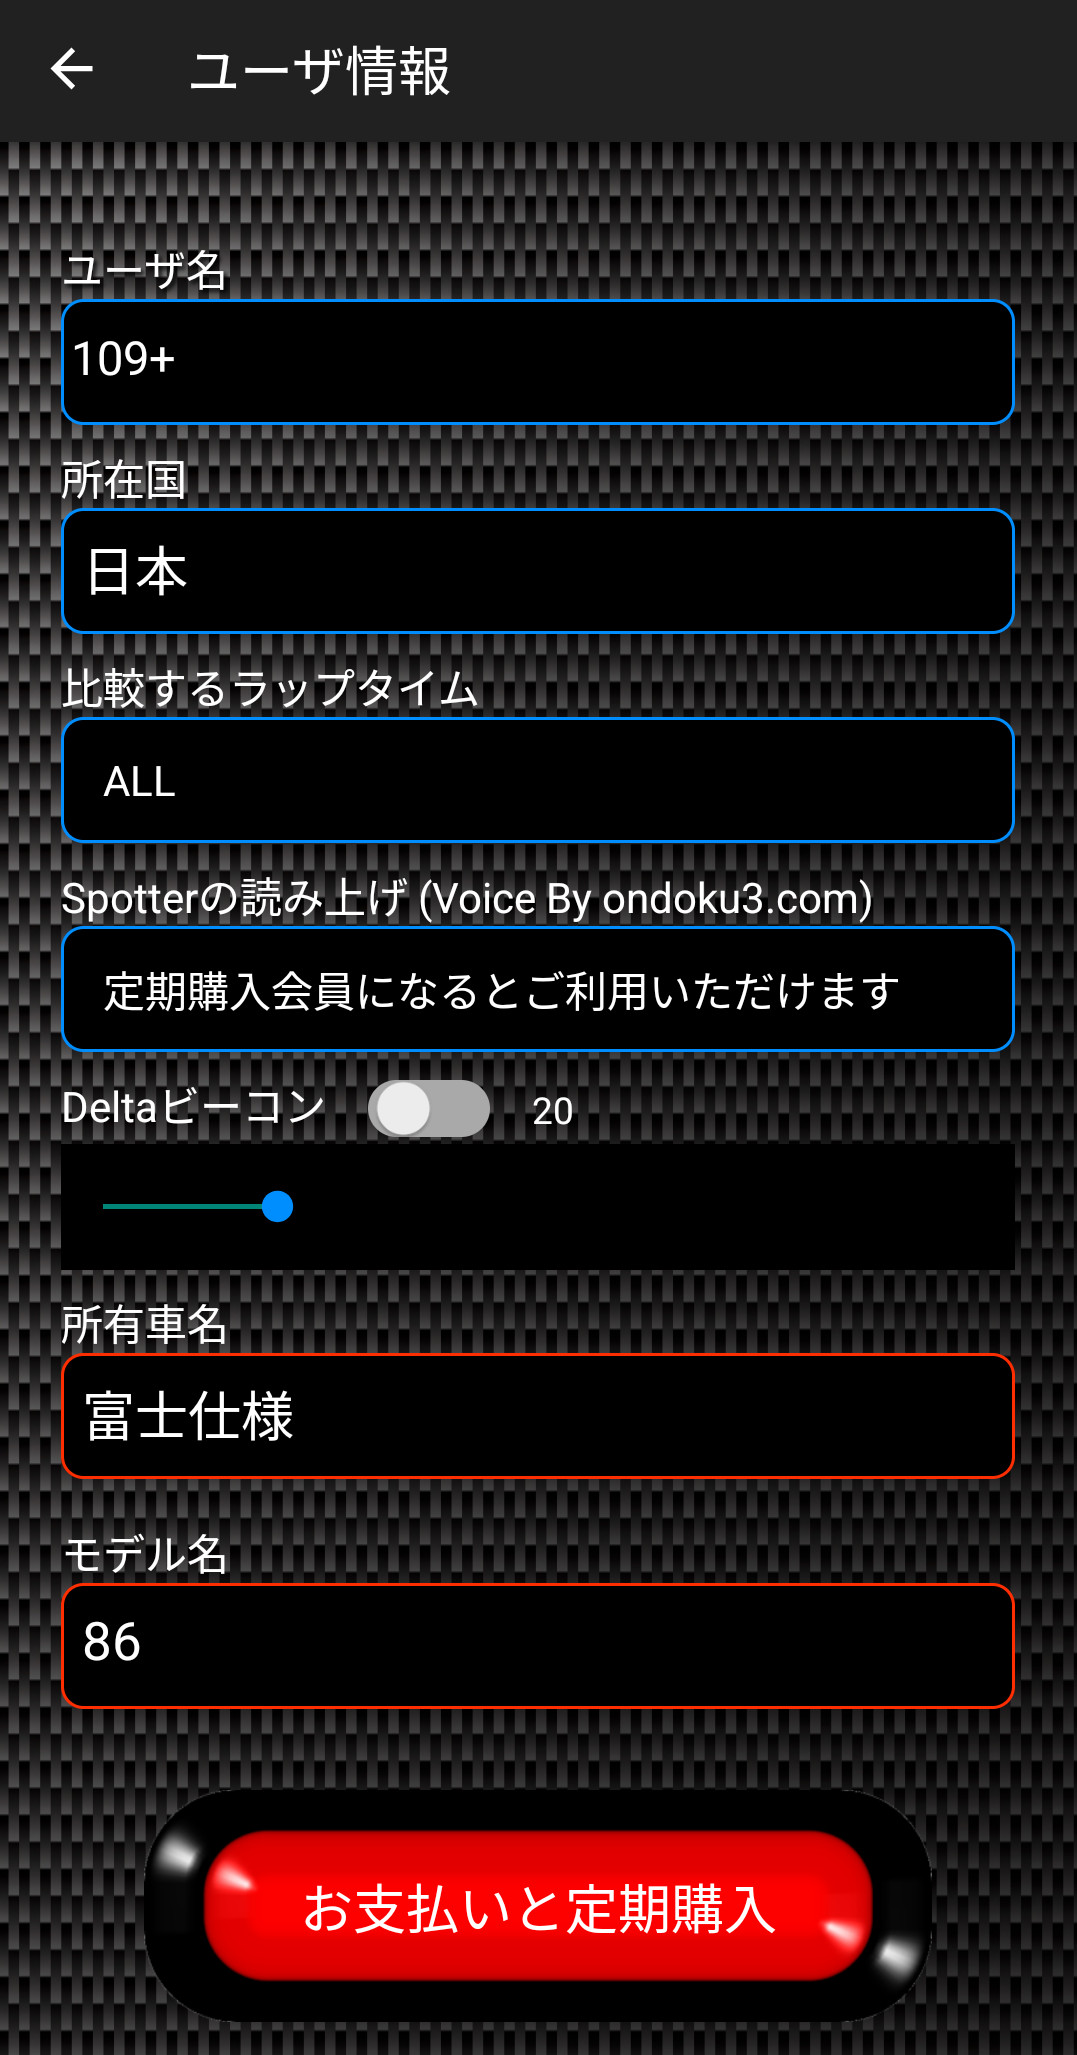 ユーザ情報
ユーザ名
109+
所在国
日本
比較するラップタイム
ALL
Spotterの読み上げ (Voice By ondoku3.com)
定期購入会員になるとご利用いただけます
Deltaビーコン 20
所有車名
富士仕様
モデル名
86
お支払いと定期購入